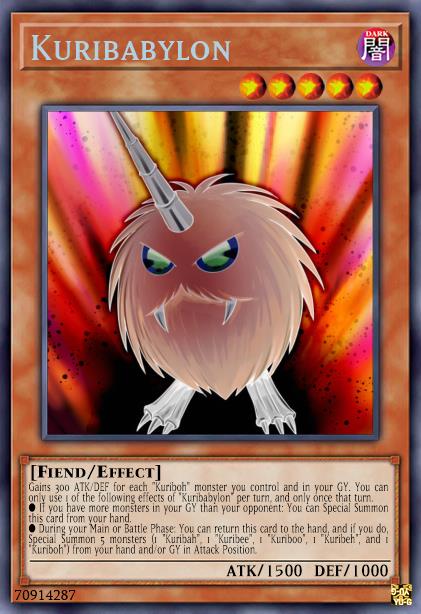 Kuribabylon
DARK
闇
[Fiend/Effect]
Gains 300 ATK/DEF for each "Kuriboh" monster you control and in your GY. You can
only use 1 of the following effects of "Kuribabylon" per turn, and only once that turn.
● If you have more monsters in your GY than your opponent: You can Special Summon
this card from your hand.
● During your Main or Battle Phase: You can return this card to the hand, and if you do,
Special Summon 5 monsters (1 "Kuribah", 1 "Kuribee", 1 "Kuriboo", 1 "Kuribeh", and 1
"Kuriboh") from your hand and/or GY in Attack Position.
ATK/1500 DEF/1000
70914287